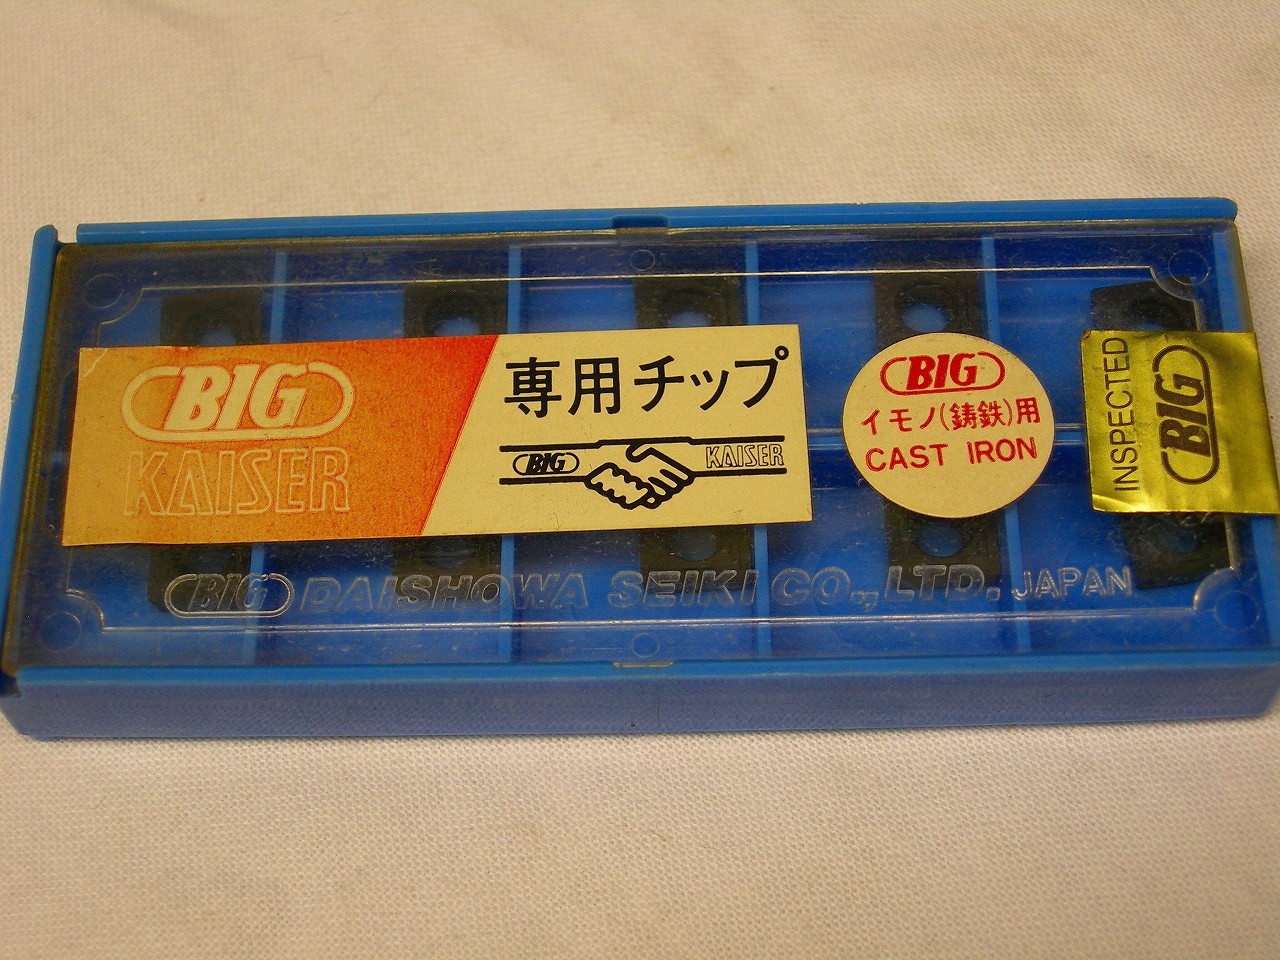 BIG
KAISER
専用チップ
BIG
KAISER
BIG
イモノ(鋳鉄)用
CAST IRON
INSPECTED
BIG
BIG DAISHOWA SEIKI CO., LTD. JAPAN